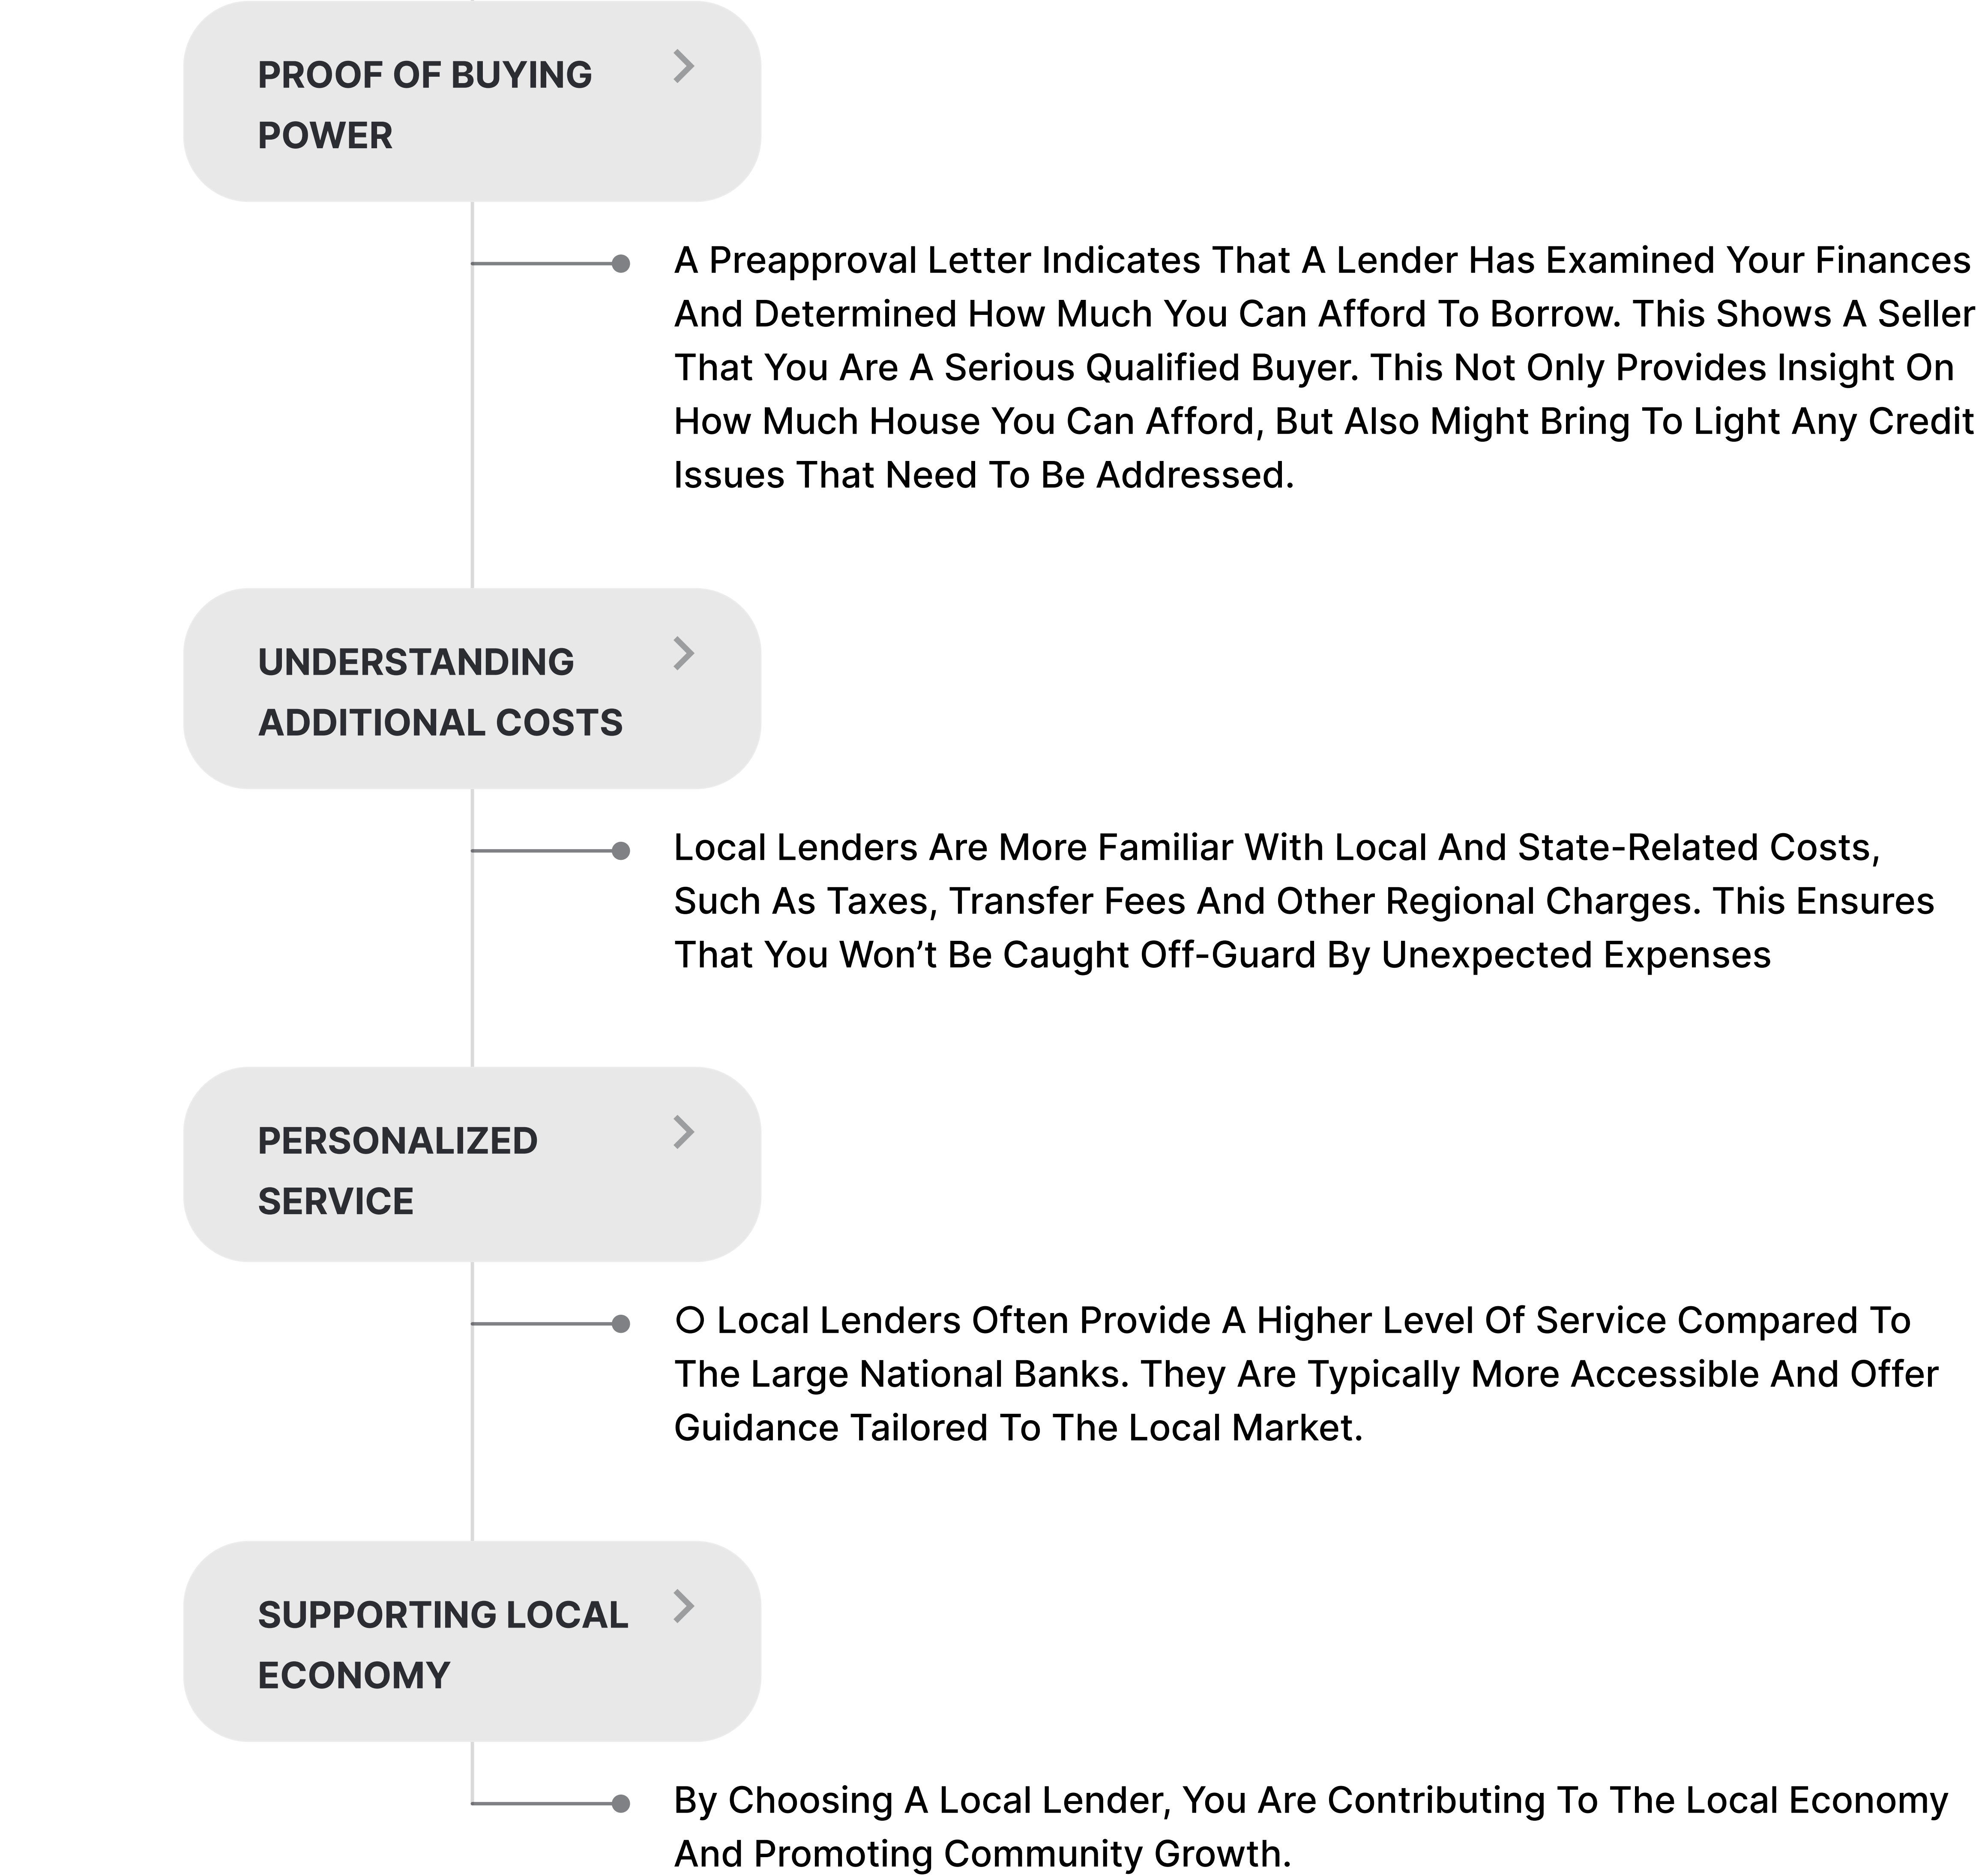 PROOF OF BUYING
POWER
A Preapproval Letter Indicates That A Lender Has Examined Your Finances
And Determined How Much You Can Afford To Borrow. This Shows A Seller
That You Are A Serious Qualified Buyer. This Not Only Provides Insight On
How Much House You Can Afford, But Also Might Bring To Light Any Credit
Issues That Need To Be Addressed.
UNDERSTANDING
ADDITIONAL COSTS
Local Lenders Are More Familiar With Local And State-Related Costs,
Such As Taxes, Transfer Fees And Other Regional Charges. This Ensures
That You Won’t Be Caught Off-Guard By Unexpected Expenses
PERSONALIZED
SERVICE
○ Local Lenders Often Provide A Higher Level Of Service Compared To
The Large National Banks. They Are Typically More Accessible And Offer
Guidance Tailored To The Local Market.
SUPPORTING LOCAL
ECONOMY
By Choosing A Local Lender, You Are Contributing To The Local Economy
And Promoting Community Growth.